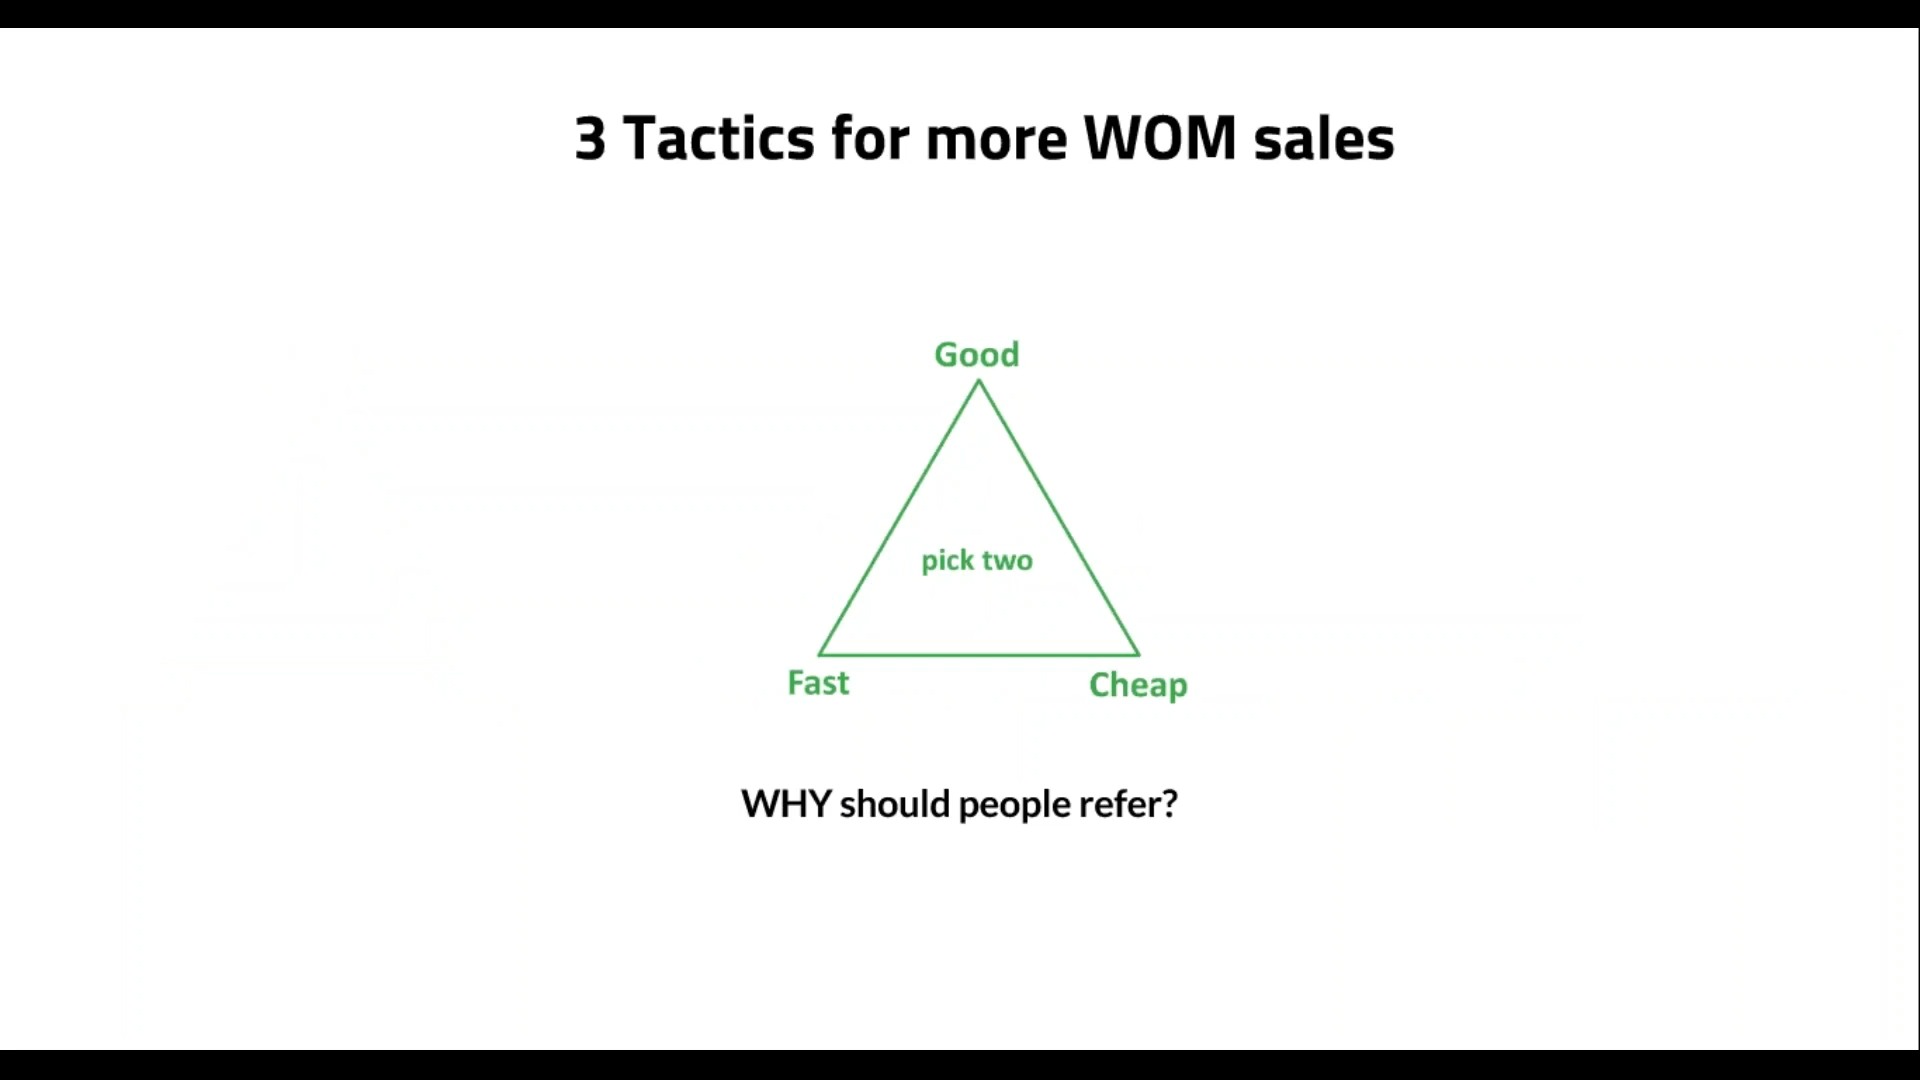 3 Tactics for more WOM sales
Good
pick two
Fast
Cheap
WHY should people refer?